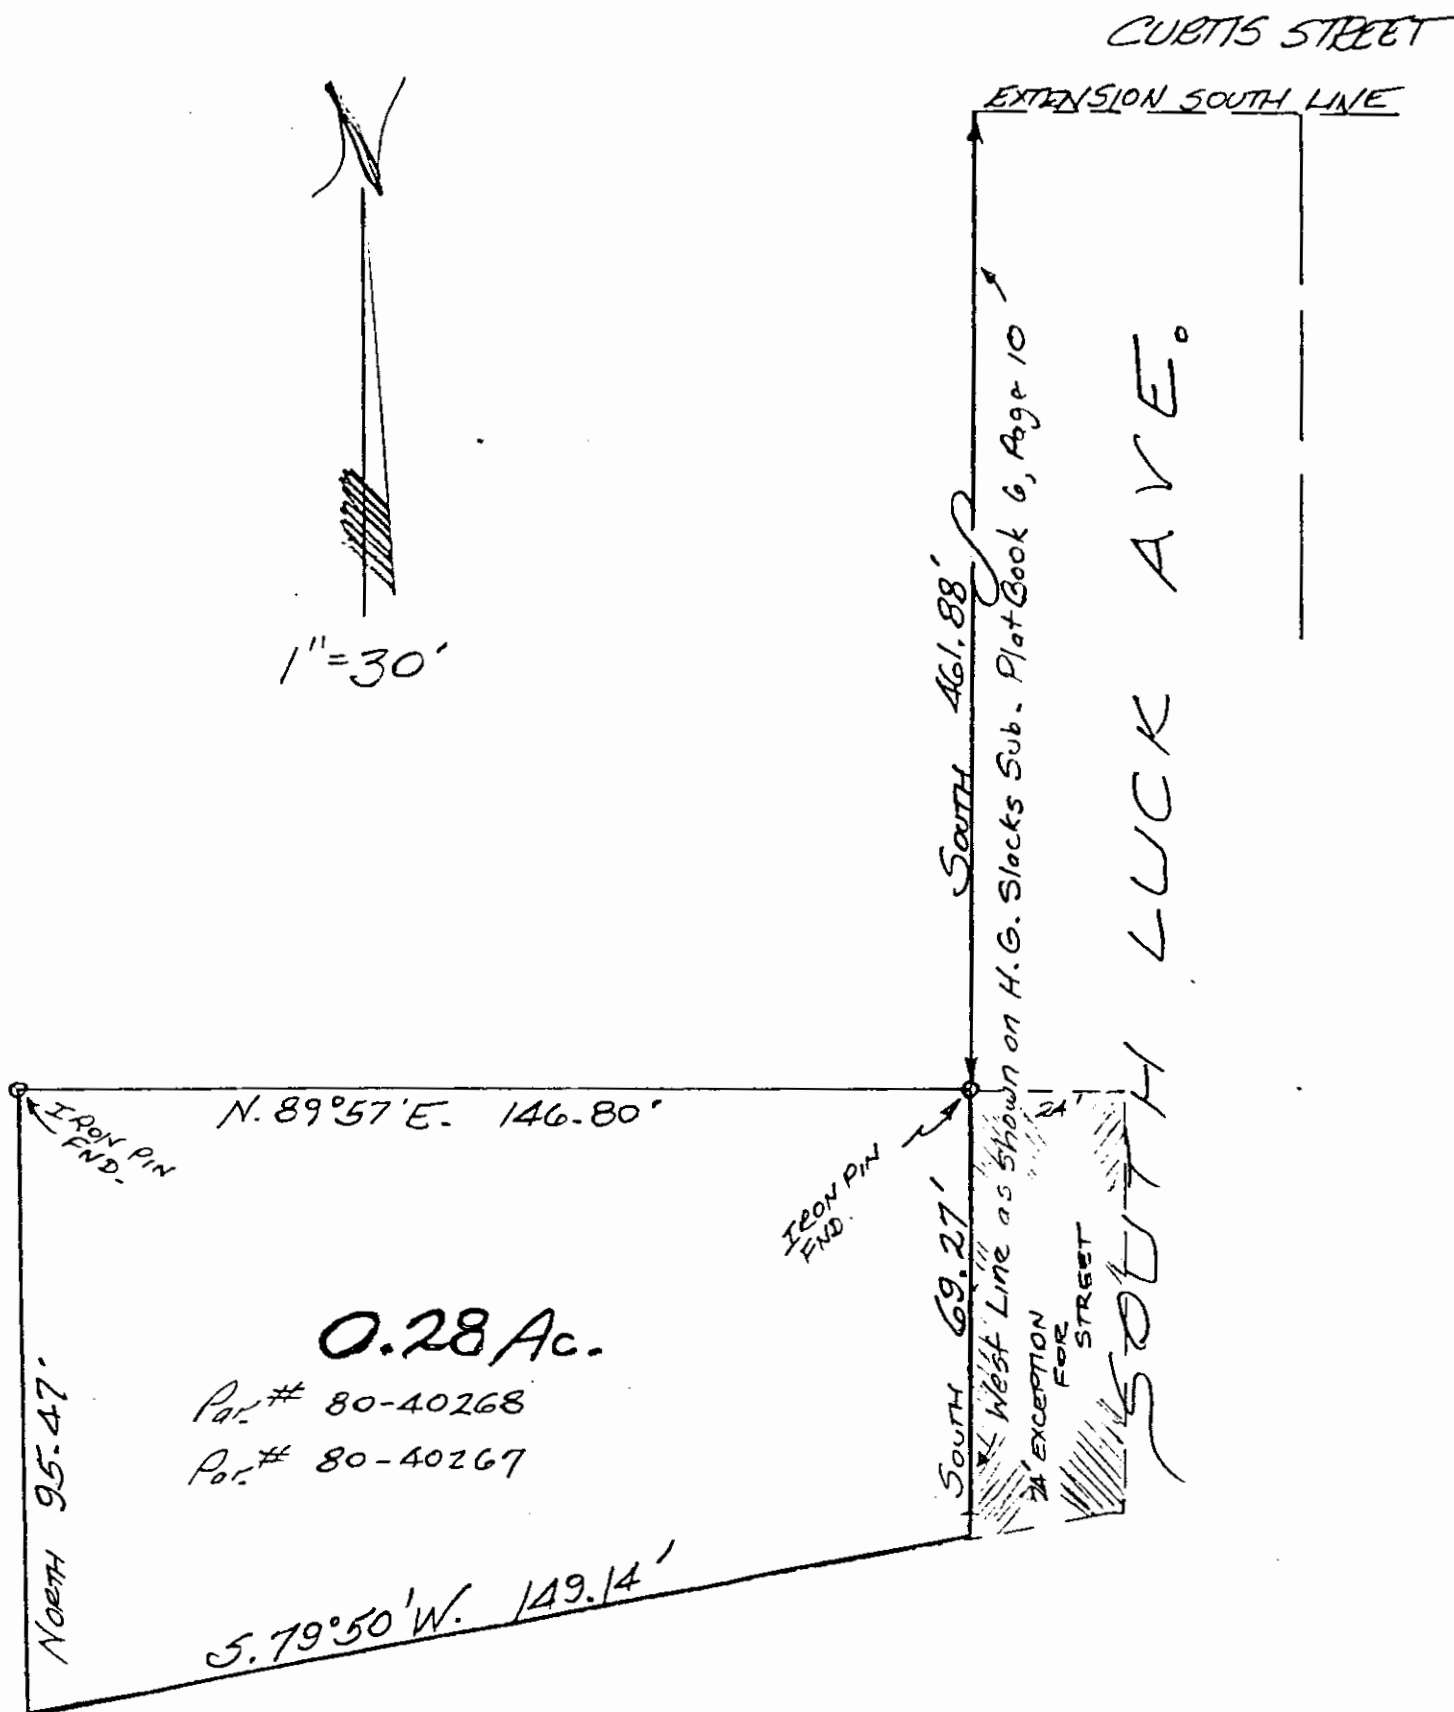 CURTIS STREET
EXTENSION SOUTH LINE
1"=30'
SOUTH 461.88'
West Line as shown on H.G. Slacks Sub. - Plat Book 6, Page 10
SOUTH LUCK AVE.
N. 89°57'E. 146.80'
24'
IRON PIN
FND.
IRON PIN
FND.
SOUTH 69.27'
24' EXCEPTION
FOR
STREET
0.28 Ac.
Par.# 80-40268
Par.# 80-40267
NORTH 95.47'
S.79°50'W. 149.14'